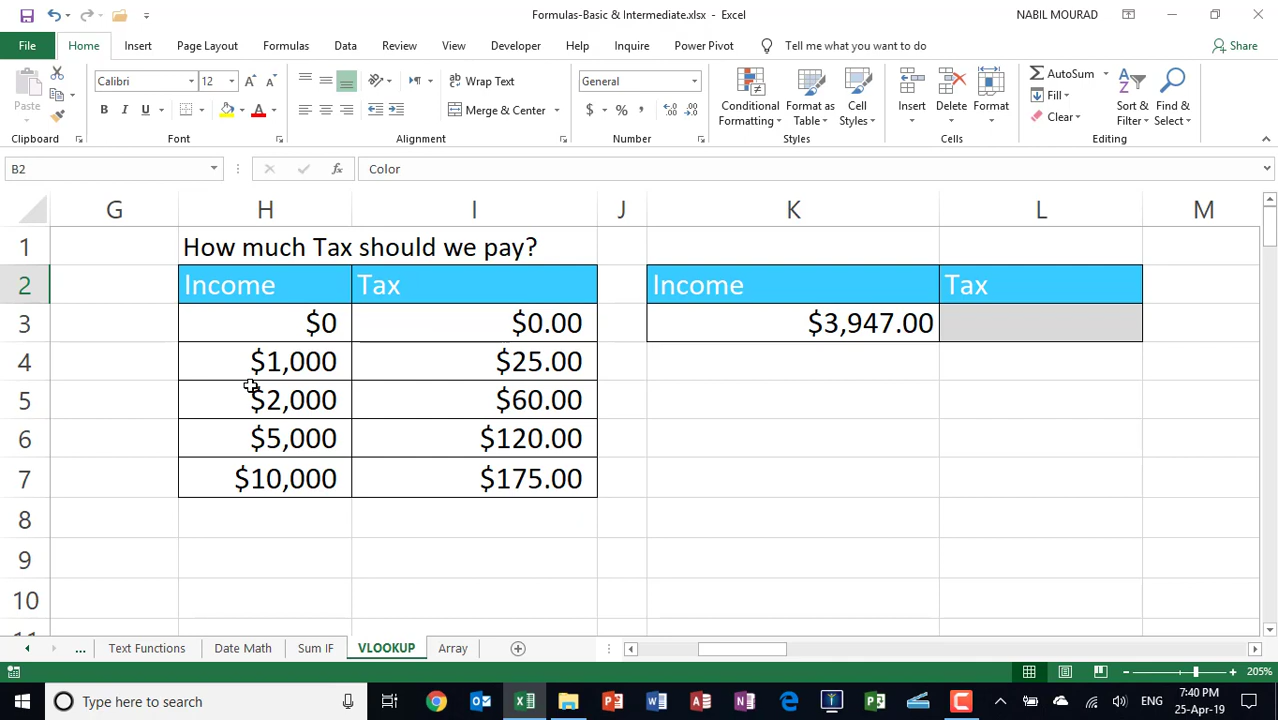 Formulas-Basic & Intermediate.xlsx - Excel
NABIL MOURAD
File Home Insert Page Layout Formulas Data Review View Developer Help Inquire Power Pivot Tell me what you want to do Share
Paste
Calibri 12
Wrap Text
General
Conditional Formatting
Format as Table
Cell Styles
Insert
Delete
Format
AutoSum
B I U
Merge & Center
$ % ,
Fill
Sort & Filter
Find & Select
Clear
Clipboard Font Alignment Number Styles Cells Editing
B2 fx Color
G H I J K L M
1 How much Tax should we pay?
2 Income Tax Income Tax
3 $0 $0.00 $3,947.00
4 $1,000 $25.00
5 $2,000 $60.00
6 $5,000 $120.00
7 $10,000 $175.00
8
9
10
... Text Functions Date Math Sum IF VLOOKUP Array
205%
Type here to search
ENG
7:40 PM
25-Apr-19